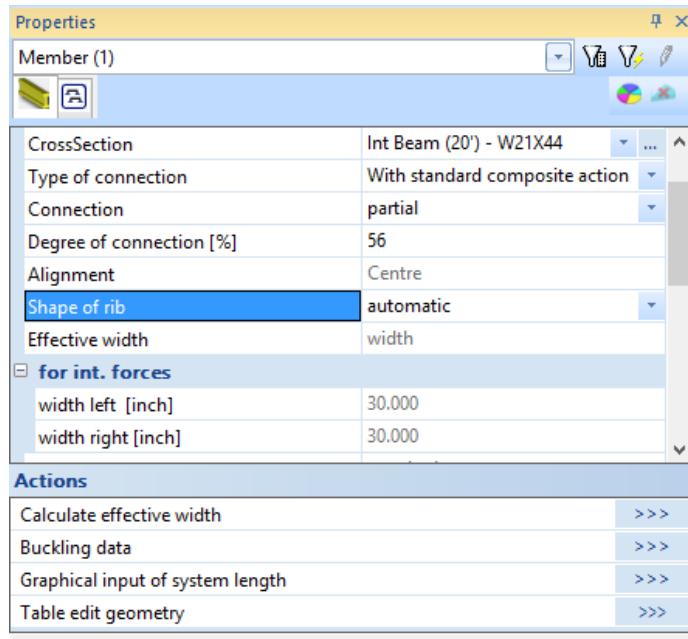 Properties
Member (1)
CrossSection Int Beam (20') - W21X44 ...
Type of connection With standard composite action
Connection partial
Degree of connection [%] 56
Alignment Centre
Shape of rib automatic
Effective width width
for int. forces
width left [inch] 30.000
width right [inch] 30.000
Actions
Calculate effective width >>>
Buckling data >>>
Graphical input of system length >>>
Table edit geometry >>>